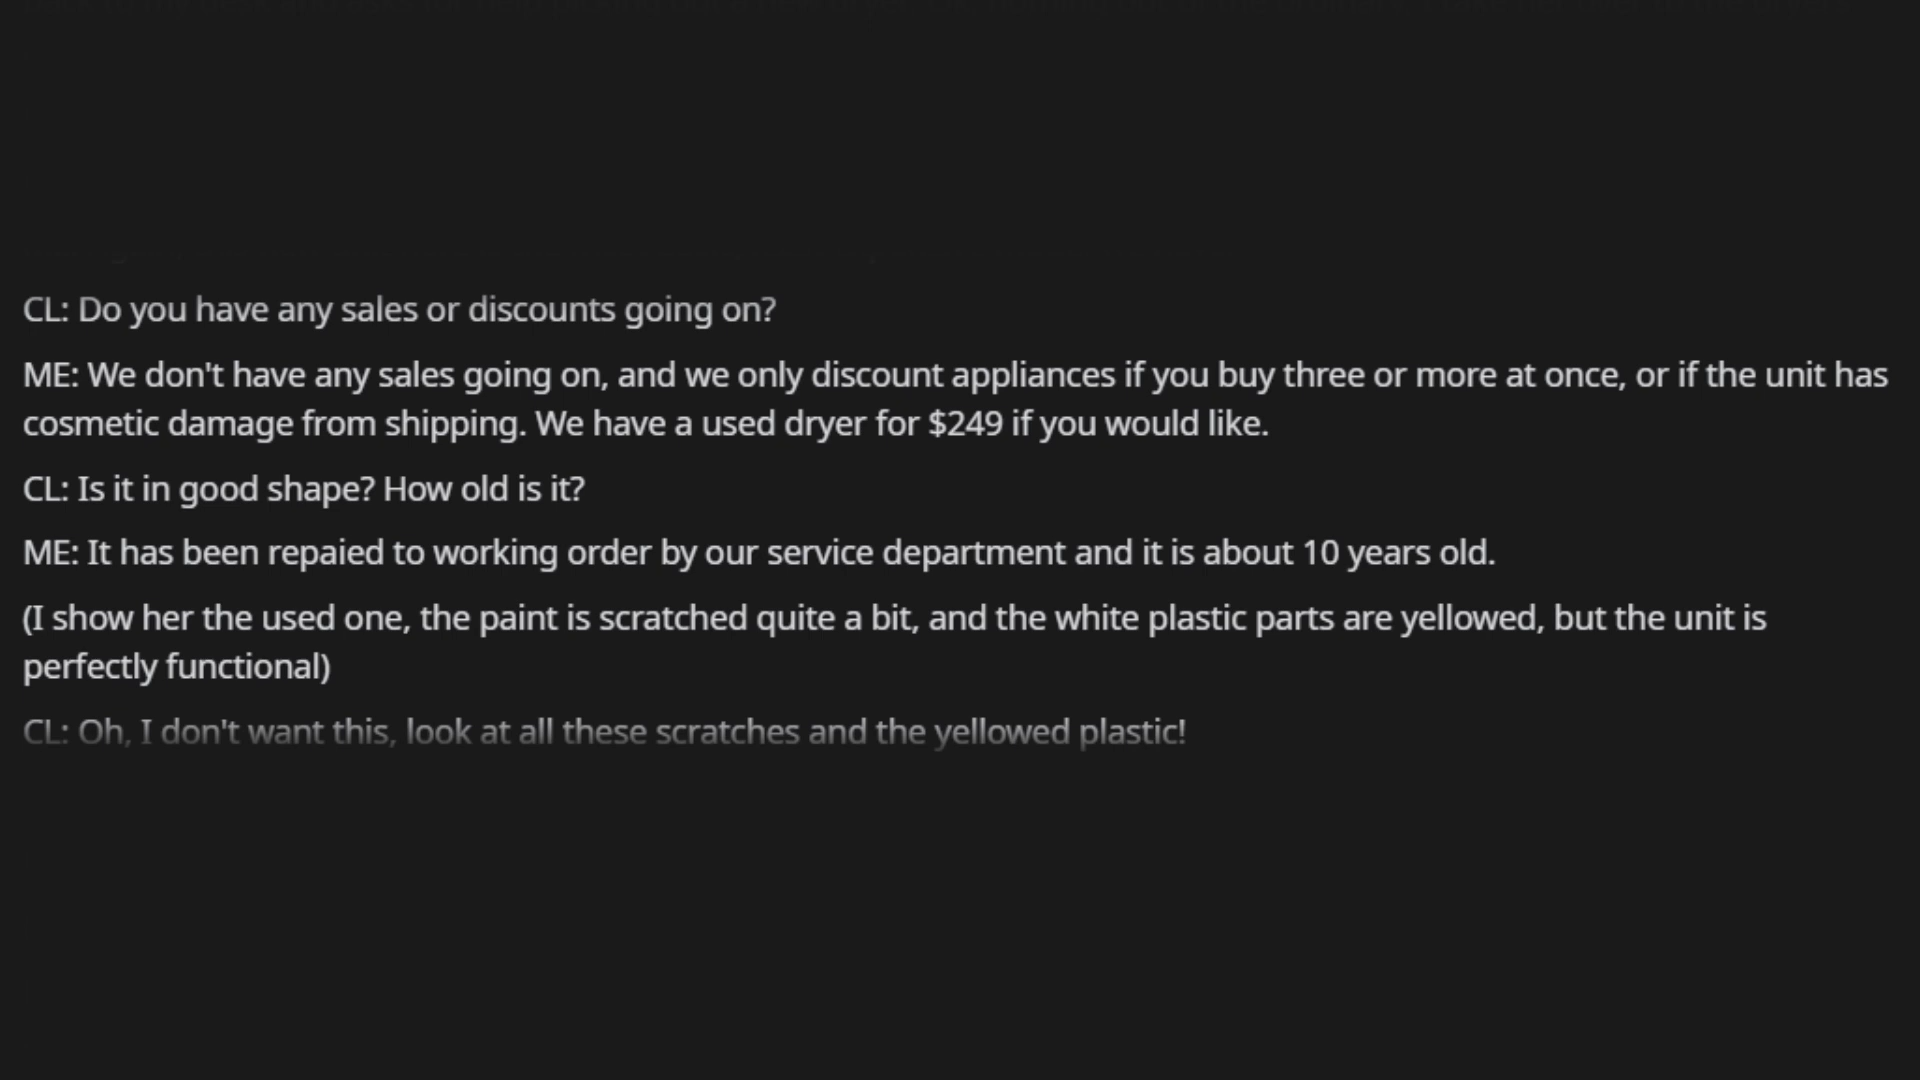 CL: Do you have any sales or discounts going on?
ME: We don't have any sales going on, and we only discount appliances if you buy three or more at once, or if the unit has
cosmetic damage from shipping. We have a used dryer for $249 if you would like.
CL: Is it in good shape? How old is it?
ME: It has been repaied to working order by our service department and it is about 10 years old.
(I show her the used one, the paint is scratched quite a bit, and the white plastic parts are yellowed, but the unit is
perfectly functional)
CL: Oh, I don't want this, look at all these scratches and the yellowed plastic!